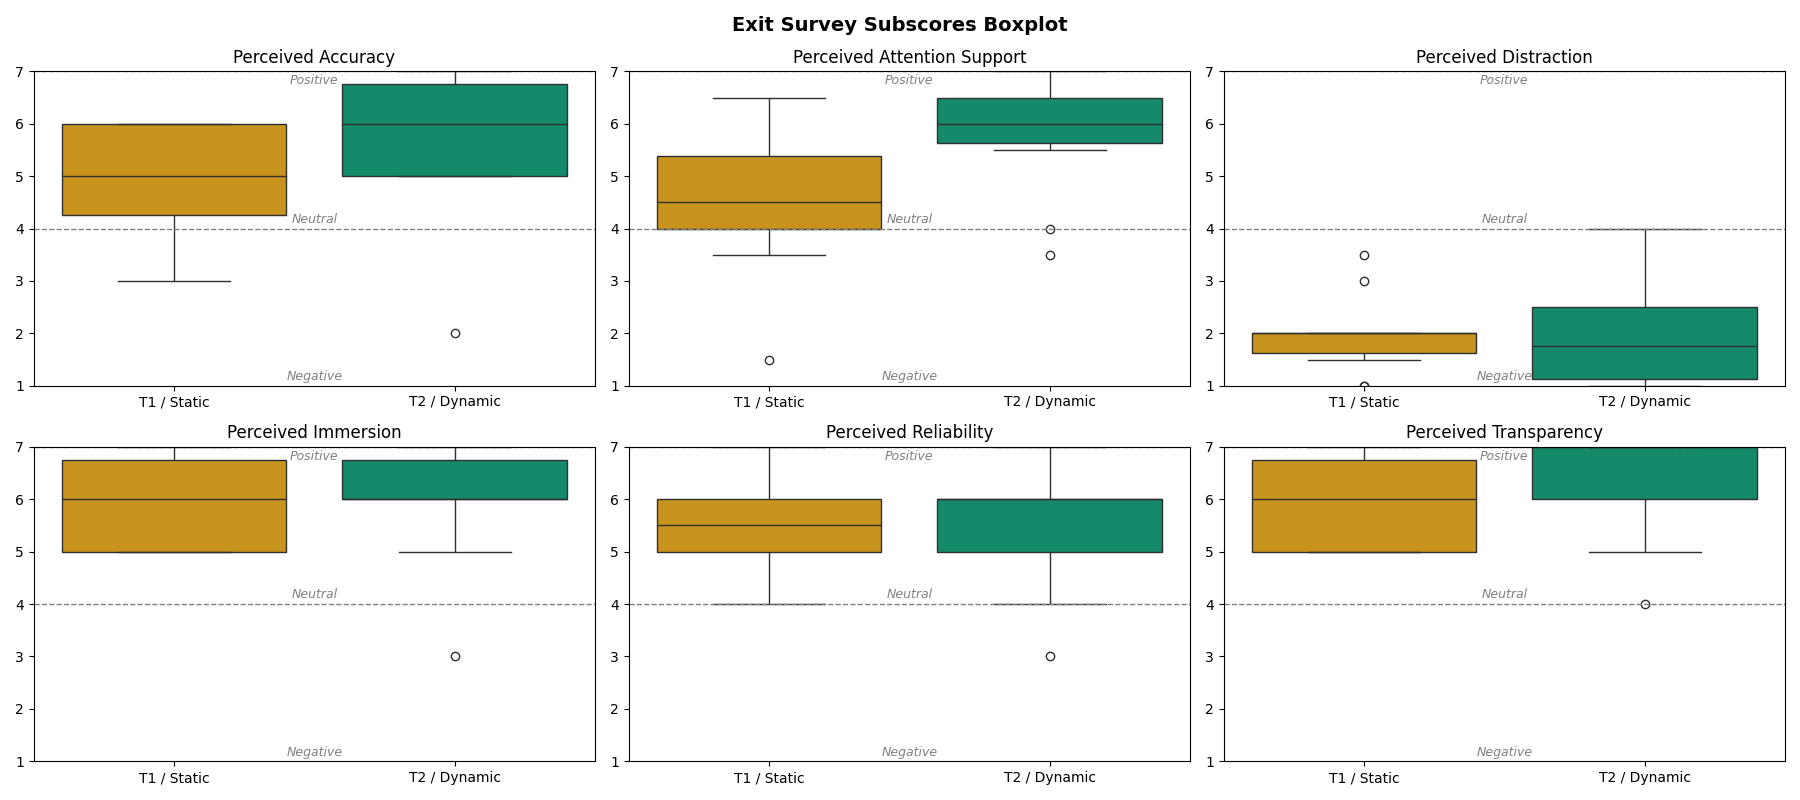 Exit Survey Subscores Boxplot
Perceived Accuracy
7
6
5
4
3
2
1
Positive
Neutral
Negative
T1 / Static
T2 / Dynamic
Perceived Attention Support
7
6
5
4
3
2
1
Positive
Neutral
Negative
T1 / Static
T2 / Dynamic
Perceived Distraction
7
6
5
4
3
2
1
Positive
Neutral
Negative
T1 / Static
T2 / Dynamic
Perceived Immersion
7
6
5
4
3
2
1
Positive
Neutral
Negative
T1 / Static
T2 / Dynamic
Perceived Reliability
7
6
5
4
3
2
1
Positive
Neutral
Negative
T1 / Static
T2 / Dynamic
Perceived Transparency
7
6
5
4
3
2
1
Positive
Neutral
Negative
T1 / Static
T2 / Dynamic